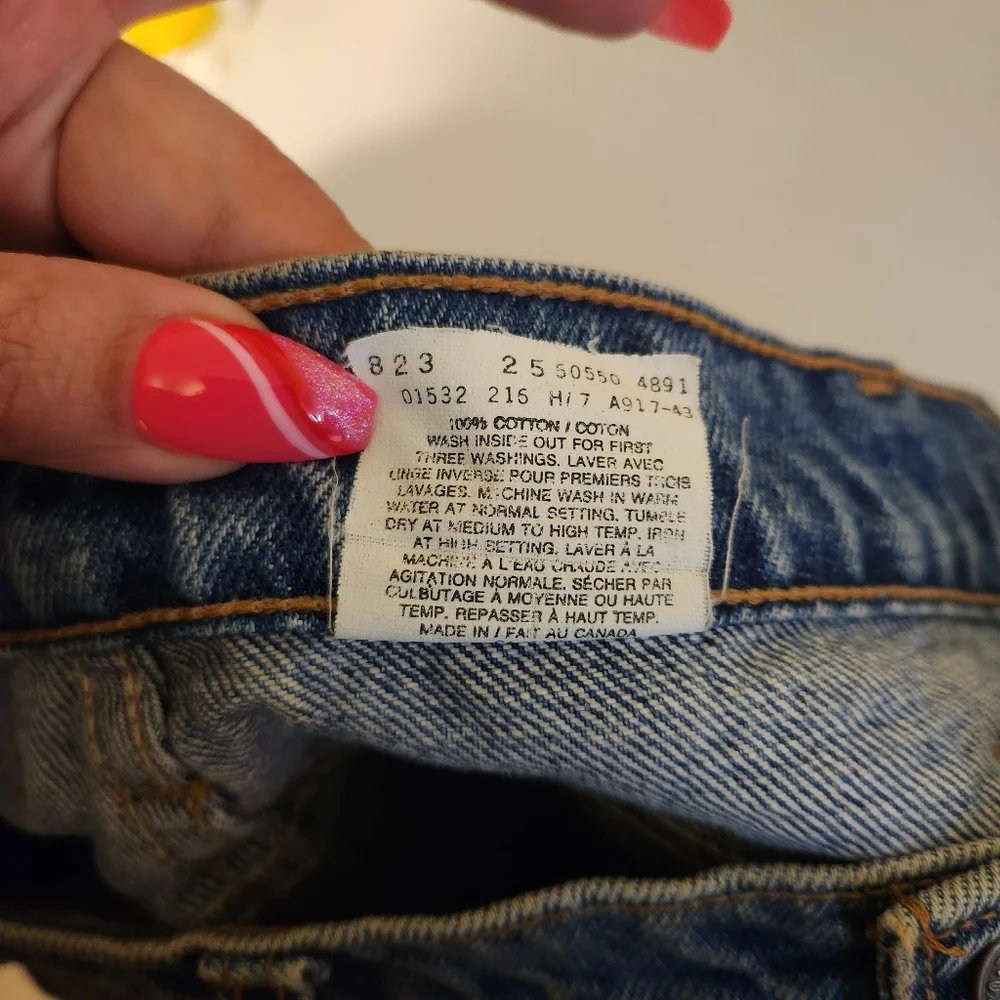 823 25 50550 4891
01532 216 H/7 A917-43
100% COTTON / COTON
WASH INSIDE OUT FOR FIRST
THREE WASHINGS. LAVER AVEC
LINGE INVERSE POUR PREMIERS TROIS
LAVAGES. MACHINE WASH IN WARM
WATER AT NORMAL SETTING. TUMBLE
DRY AT MEDIUM TO HIGH TEMP. IRON
AT HIGH SETTING. LAVER À LA
MACHINE À L'EAU CHAUDE AVEC
AGITATION NORMALE. SÉCHER PAR
CULBUTAGE À MOYENNE OU HAUTE
TEMP. REPASSER À HAUT TEMP.
MADE IN / FAIT AU CANADA